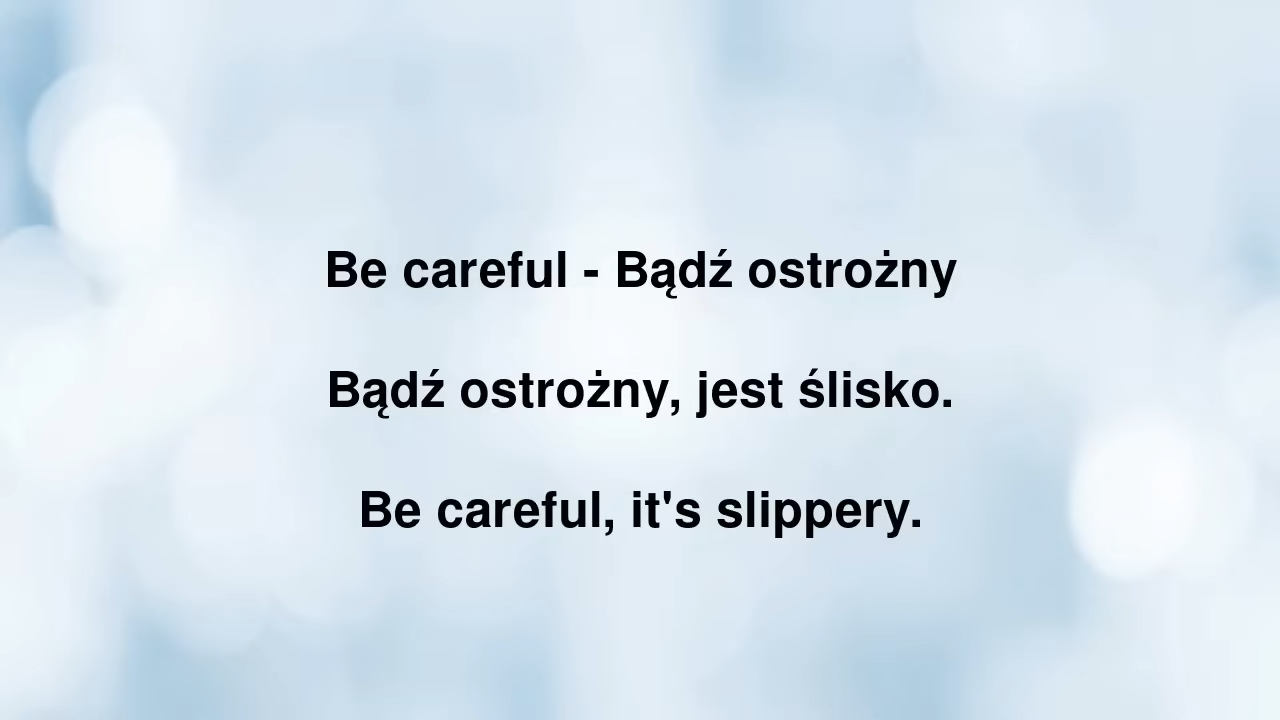 Be careful - Bądź ostrożny
Bądź ostrożny, jest ślisko.
Be careful, it's slippery.